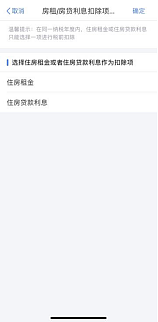 取消 房租/房贷利息扣除项... 确定
温馨提示：在同一纳税年度内，住房租金或住房贷款利息
只能选择一项进行税前扣除
选择住房租金或者住房贷款利息作为扣除项
住房租金
住房贷款利息